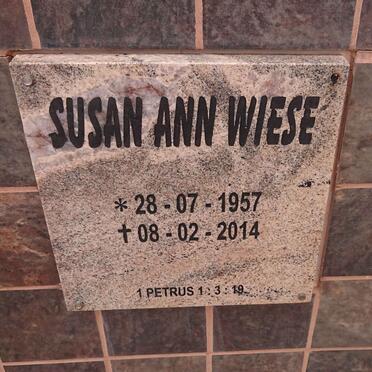 SUSAN ANN WIESE
* 28 - 07 - 1957
✝ 08 - 02 - 2014
1 PETRUS 1 : 3 : 19